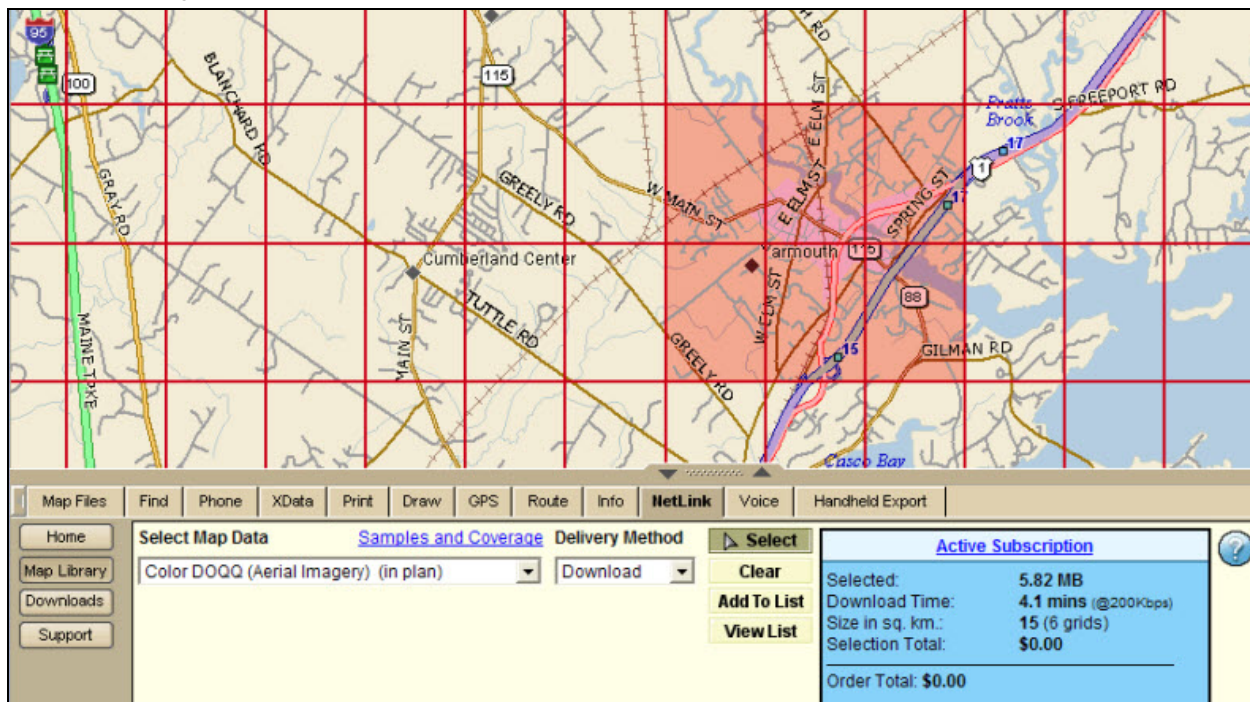 95
100
115
BLANCHARD RD
GRAY RD
MAINE TPKE
GREELY RD
W MAIN ST
E ELM ST
E ELM ST
SPRING ST
S FREEPORT RD
Pratts
Brook
17
1
17
Cumberland Center
Yarmouth
115
88
TUTTLE RD
MAIN ST
W ELM ST
GREELY RD
15
GILMAN RD
Casco Bay
Map Files
Find
Phone
XData
Print
Draw
GPS
Route
Info
NetLink
Voice
Handheld Export
Home
Map Library
Downloads
Support
Select Map Data
Samples and Coverage
Delivery Method
Color DOQQ (Aerial Imagery) (in plan)
Download
Select
Clear
Add To List
View List
Active Subscription
Selected: 5.82 MB
Download Time: 4.1 mins (@200Kbps)
Size in sq. km.: 15 (6 grids)
Selection Total: $0.00
Order Total: $0.00
?